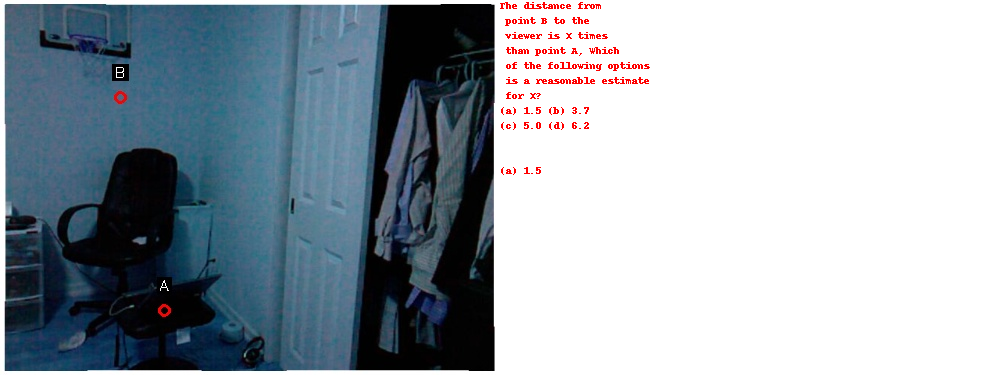 The distance from
point B to the
viewer is X times
than point A, Which
of the following options
is a reasonable estimate
for X?
(a) 1.5 (b) 3.7
(c) 5.0 (d) 6.2
(a) 1.5
B
A